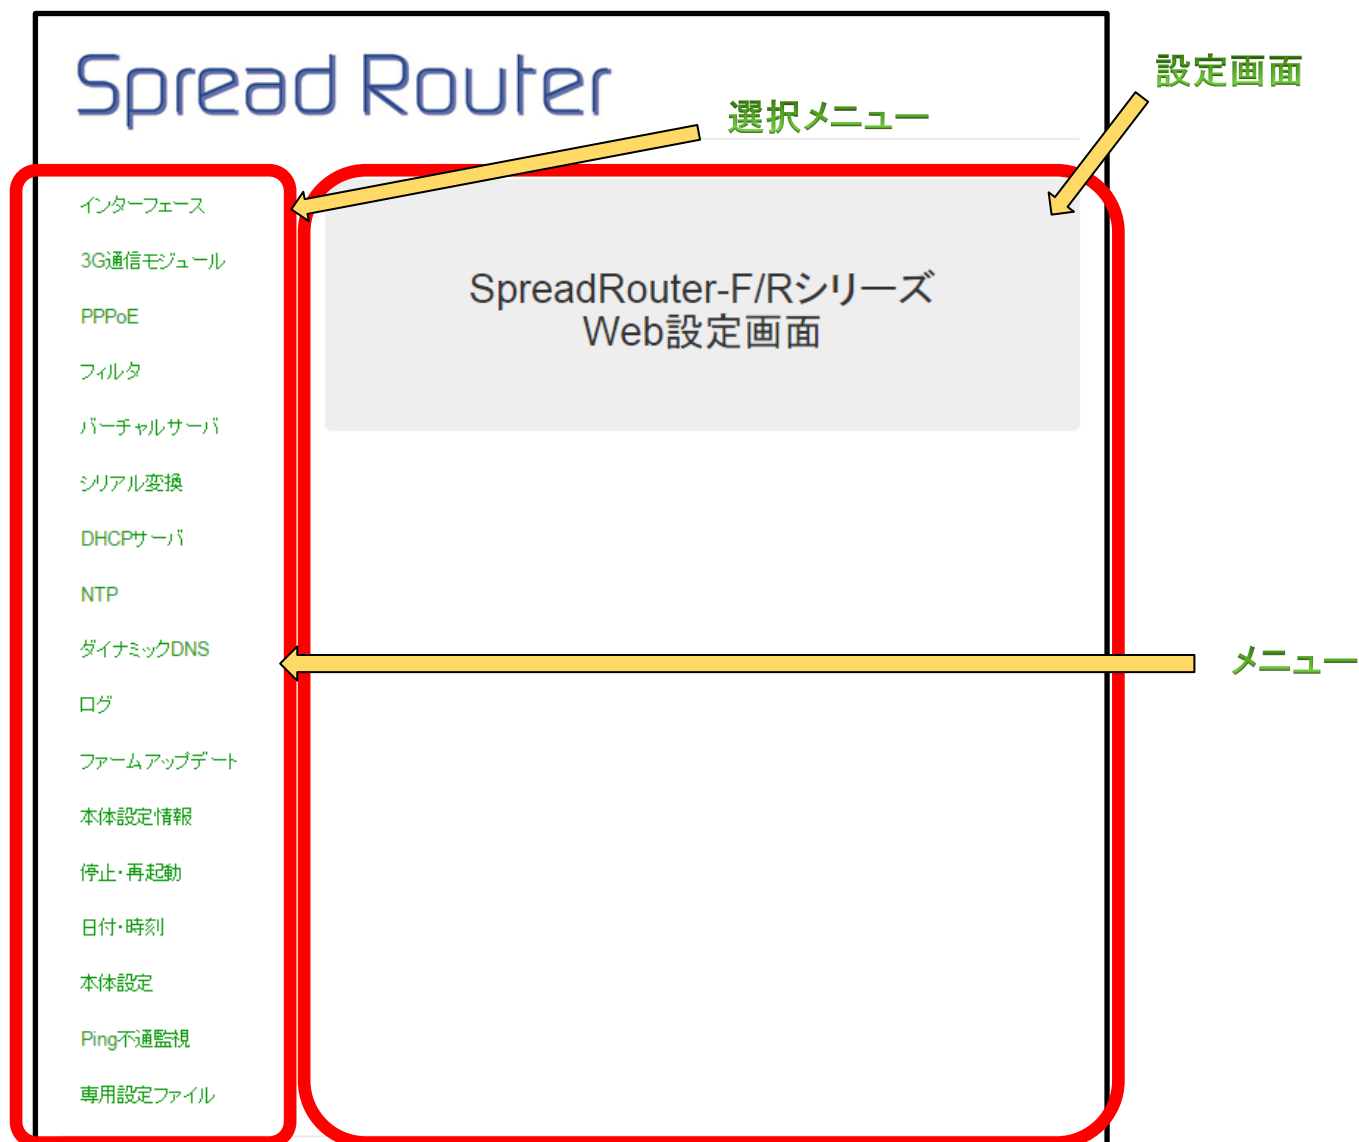 Spread Router
設定画面
選択メニュー
インターフェース
3G通信モジュール
PPPoE
フィルタ
バーチャルサーバ
シリアル変換
DHCPサーバ
NTP
ダイナミックDNS
ログ
ファームアップデート
本体設定情報
停止・再起動
日付・時刻
本体設定
Ping不通監視
専用設定ファイル
SpreadRouter-F/Rシリーズ
Web設定画面
メニュー